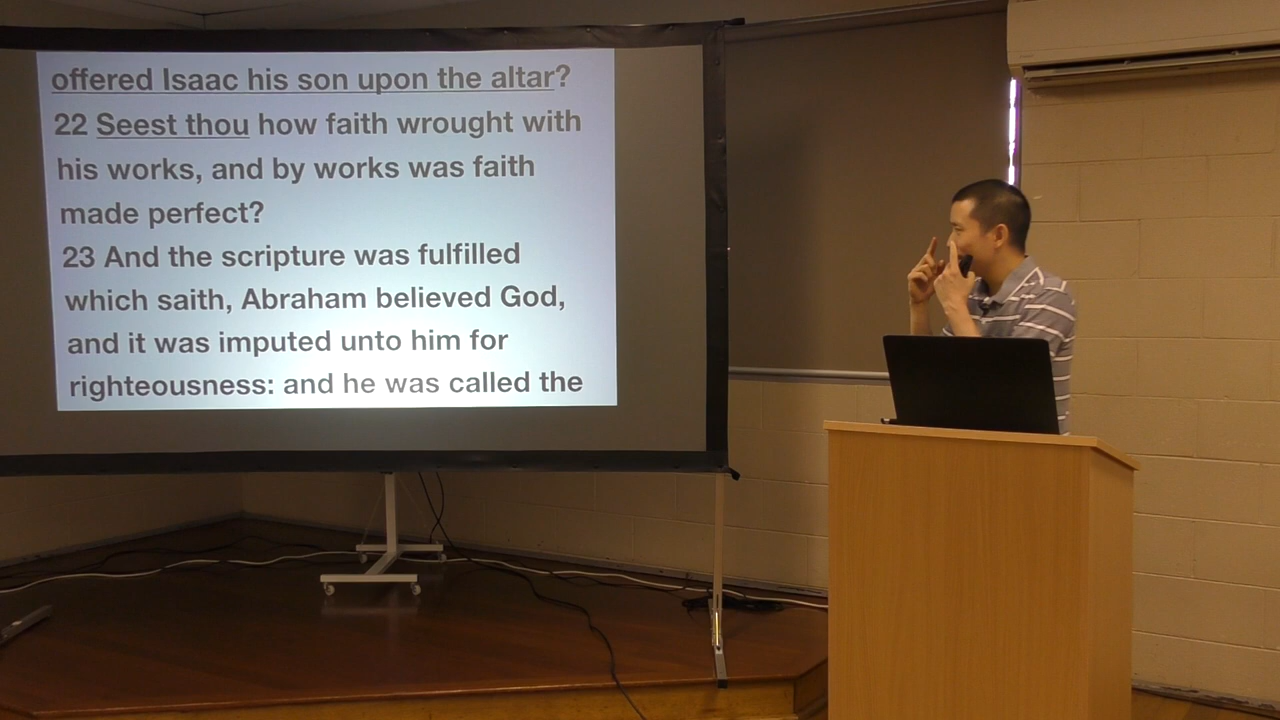 offered Isaac his son upon the altar?
22 Seest thou how faith wrought with
his works, and by works was faith
made perfect?
23 And the scripture was fulfilled
which saith, Abraham believed God,
and it was imputed unto him for
righteousness: and he was called the